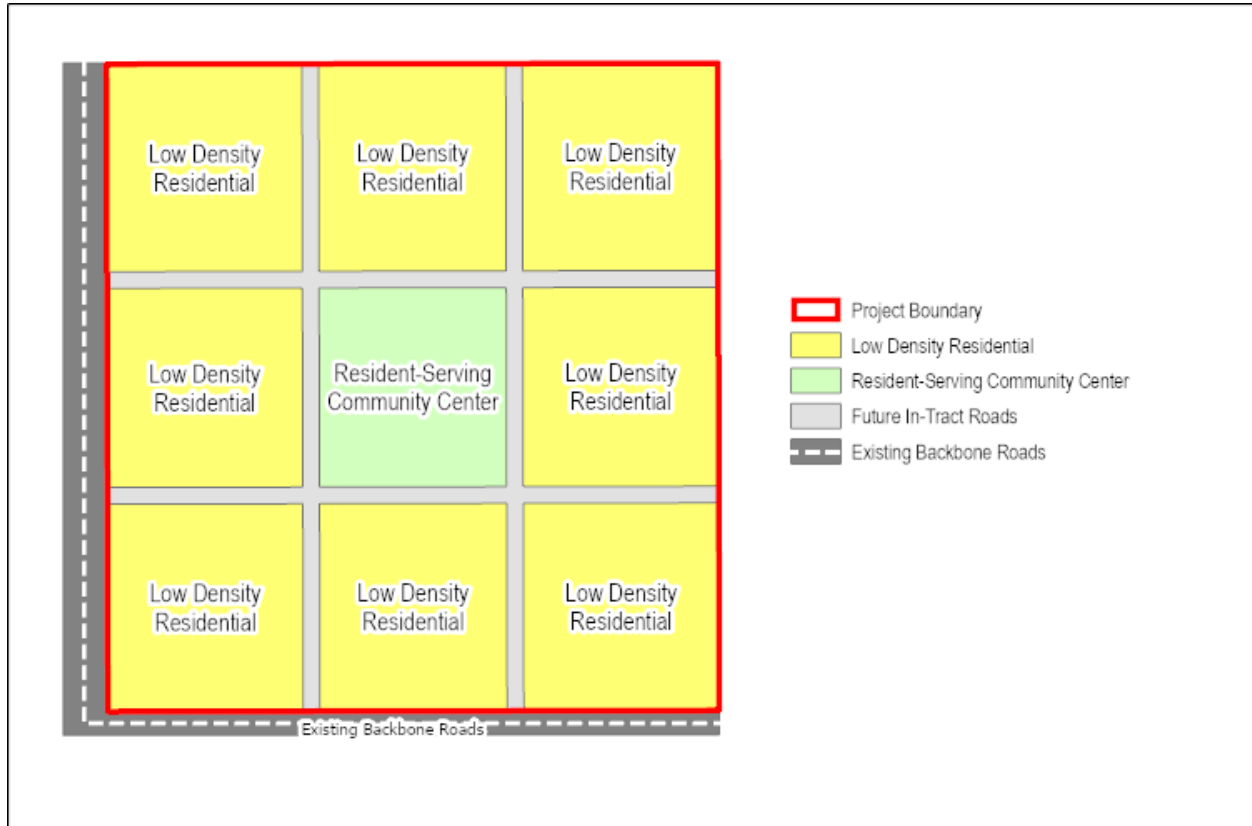 Low Density
Residential
Low Density
Residential
Low Density
Residential
Low Density
Residential
Resident-Serving
Community Center
Low Density
Residential
Low Density
Residential
Low Density
Residential
Low Density
Residential
Existing Backbone Roads
Project Boundary
Low Density Residential
Resident-Serving Community Center
Future In-Tract Roads
Existing Backbone Roads